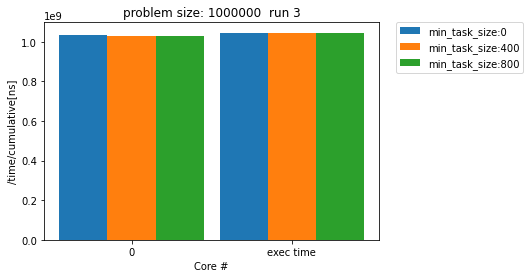 problem size: 1000000  run 3
1e9
1.0
0.8
0.6
0.4
0.2
0.0
/time/cumulative[ns]
0
exec time
Core #
min_task_size:0
min_task_size:400
min_task_size:800